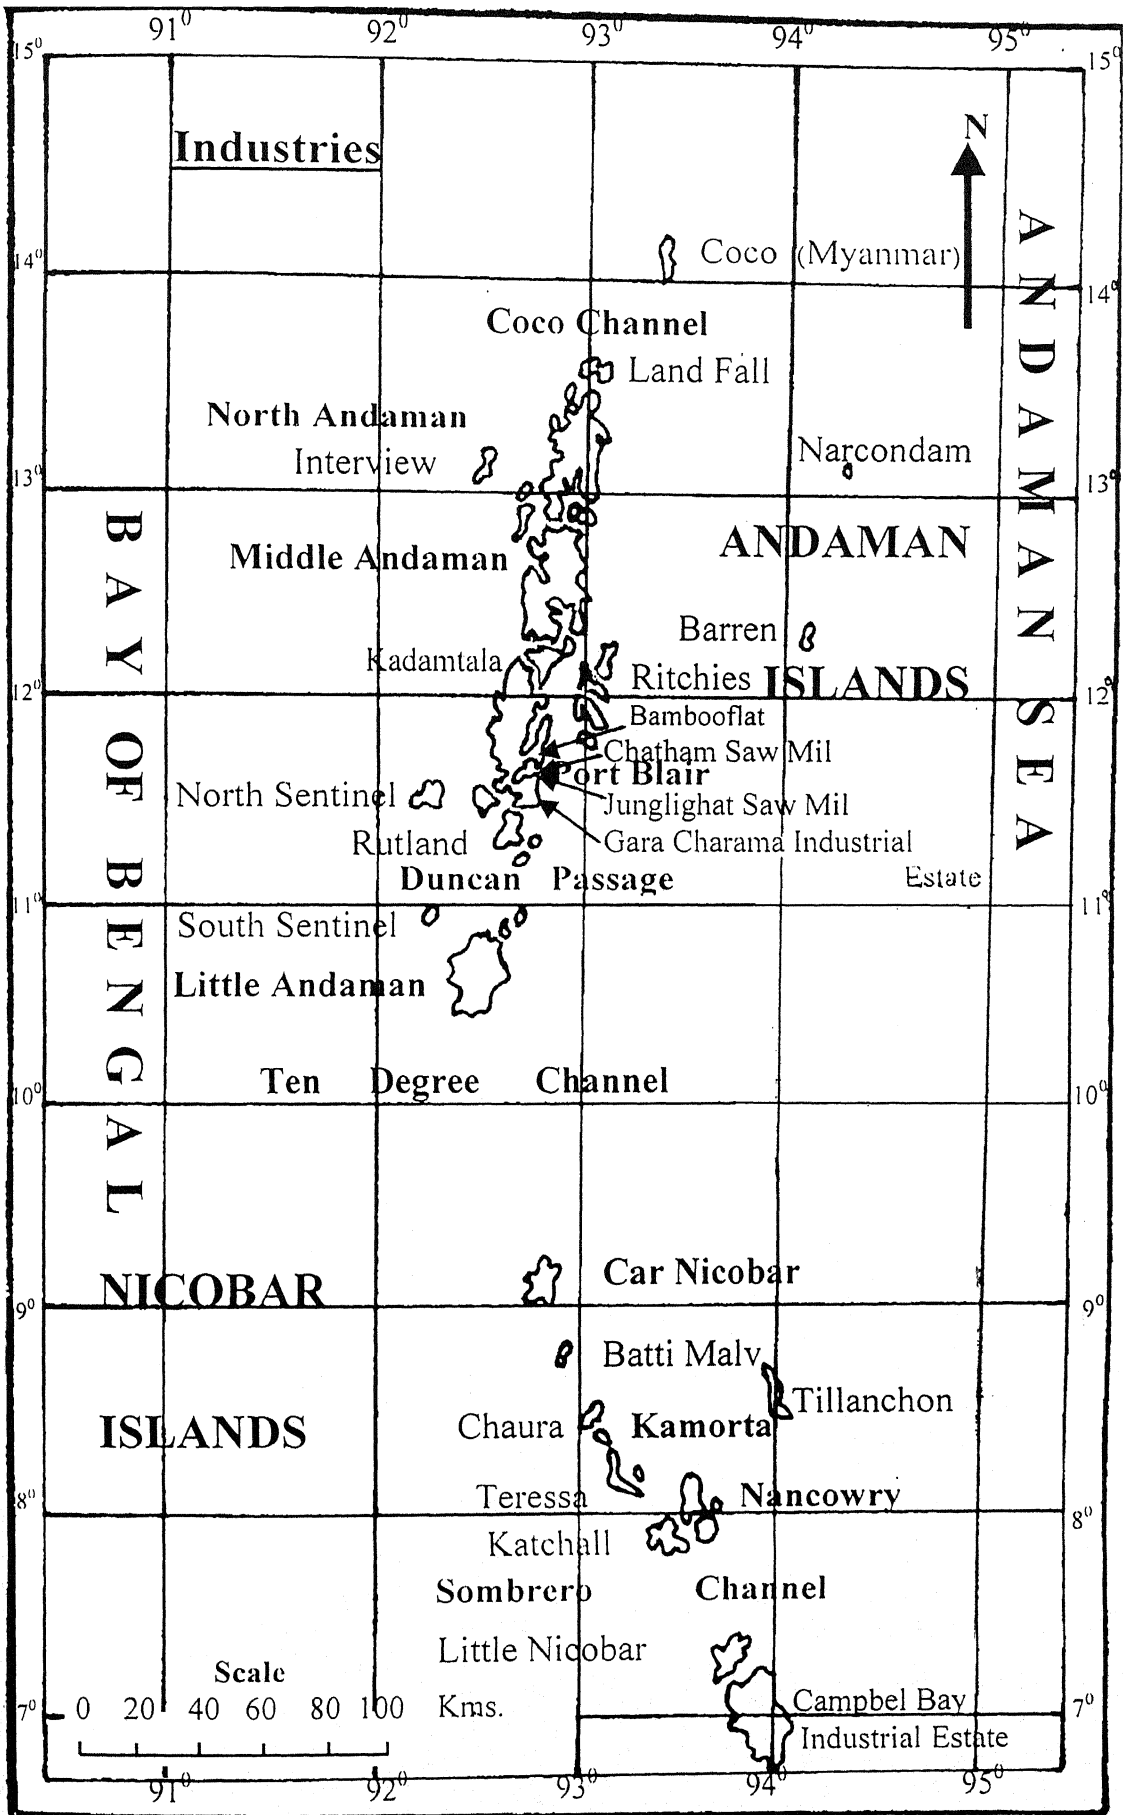 91⁰ 92⁰ 93⁰ 94⁰ 95⁰
15⁰ 15⁰
Industries
N
14⁰ Coco (Myanmar) 14⁰
Coco Channel
Land Fall
North Andaman
Interview
Narcondam
13⁰ 13⁰
ANDAMAN
Middle Andaman
Barren
Kadamtala
Ritchies ISLANDS
12⁰ 12⁰
Bambooflat
Chatham Saw Mil
Port Blair
North Sentinel
Junglighat Saw Mil
Rutland
Gara Charama Industrial
Estate
Duncan Passage
11⁰ 11⁰
South Sentinel
Little Andaman
Ten Degree Channel
10⁰ 10⁰
BAY OF BENGAL
ANDAMAN SEA
Car Nicobar
NICOBAR
9⁰ 9⁰
Batti Malv
Tillanchon
Chaura
Kamorta
ISLANDS
Teressa
Nancowry
8⁰ 8⁰
Katchall
Sombrero Channel
Little Nicobar
Scale
0 20 40 60 80 100 Kms.
Campbel Bay
Industrial Estate
7⁰ 7⁰
91⁰ 92⁰ 93⁰ 94⁰ 95⁰